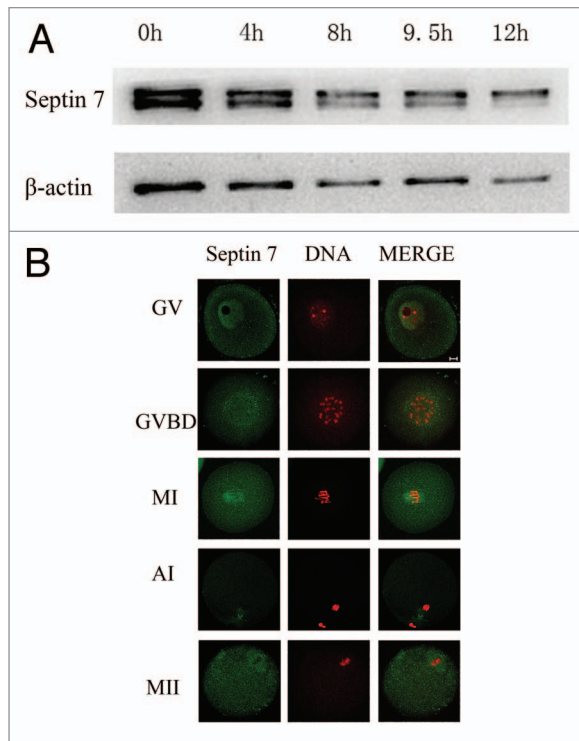 A
0h 4h 8h 9.5h 12h
Septin 7
β-actin
B
Septin 7 DNA MERGE
GV
GVBD
MI
AI
MII